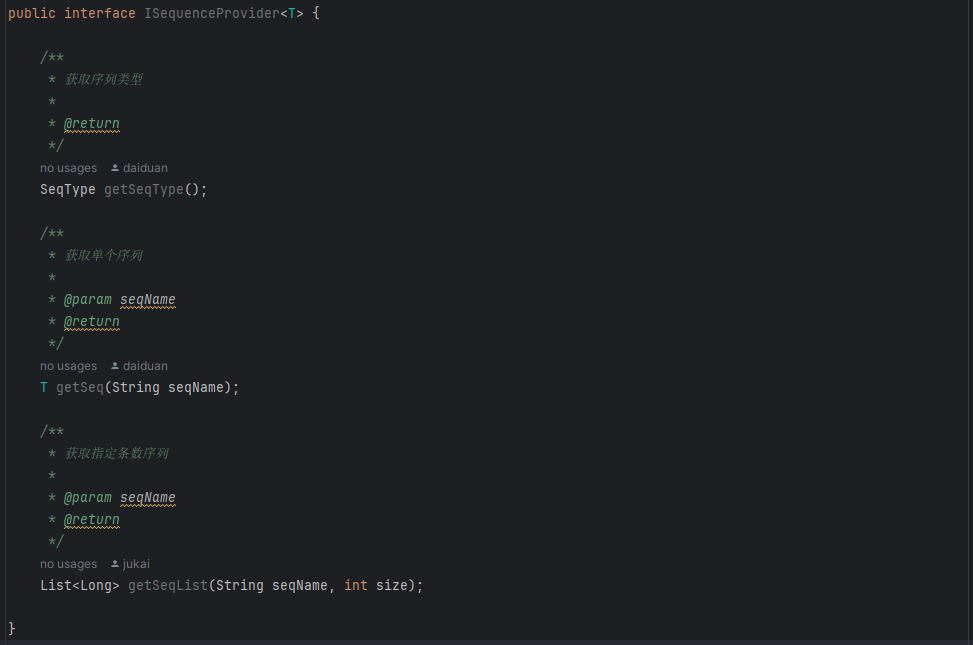 public interface ISequenceProvider<T> {
/**
* 获取序列类型
*
* @return
*/
no usages daiduan
SeqType getSeqType();
/**
* 获取单个序列
*
* @param seqName
* @return
*/
no usages daiduan
T getSeq(String seqName);
/**
* 获取指定条数序列
*
* @param seqName
* @return
*/
no usages jukai
List<Long> getSeqList(String seqName, int size);
}